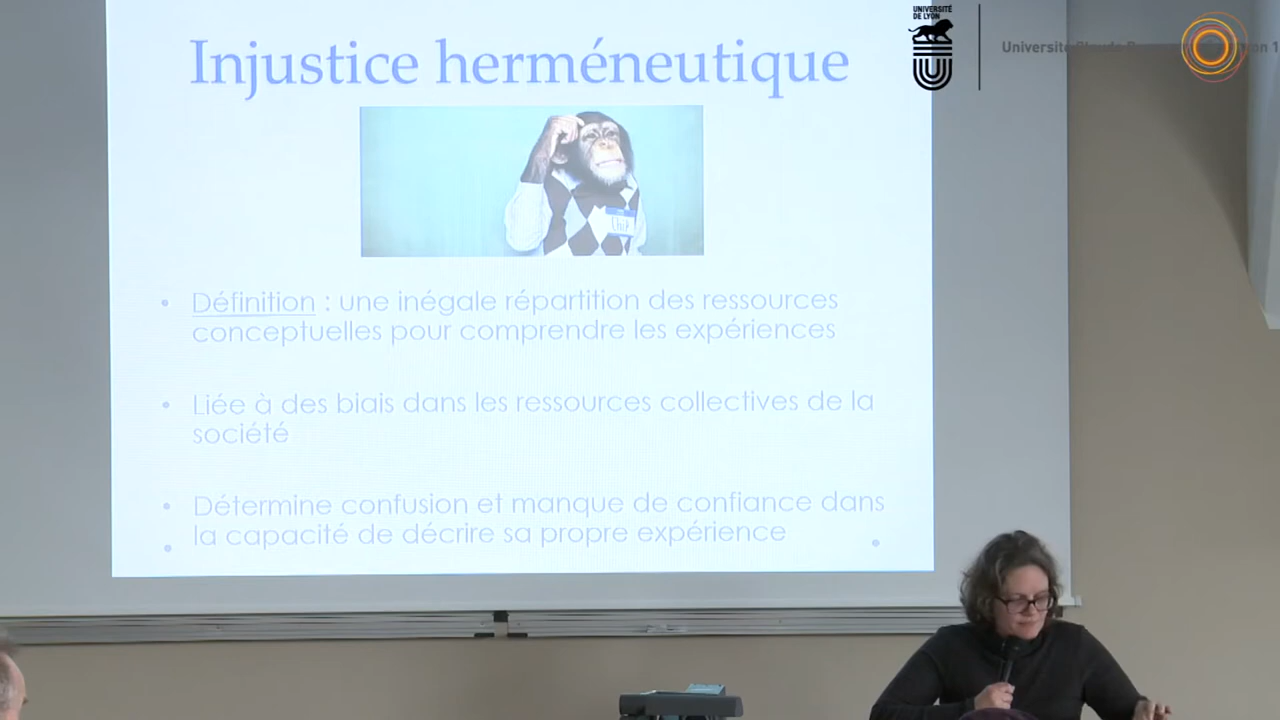 UNIVERSITÉ
DE LYON
Injustice herméneutique
• Définition : une inégale répartition des ressources
conceptuelles pour comprendre les expériences
• Liée à des biais dans les ressources collectives de la
société
• Détermine confusion et manque de confiance dans
la capacité de décrire sa propre expérience